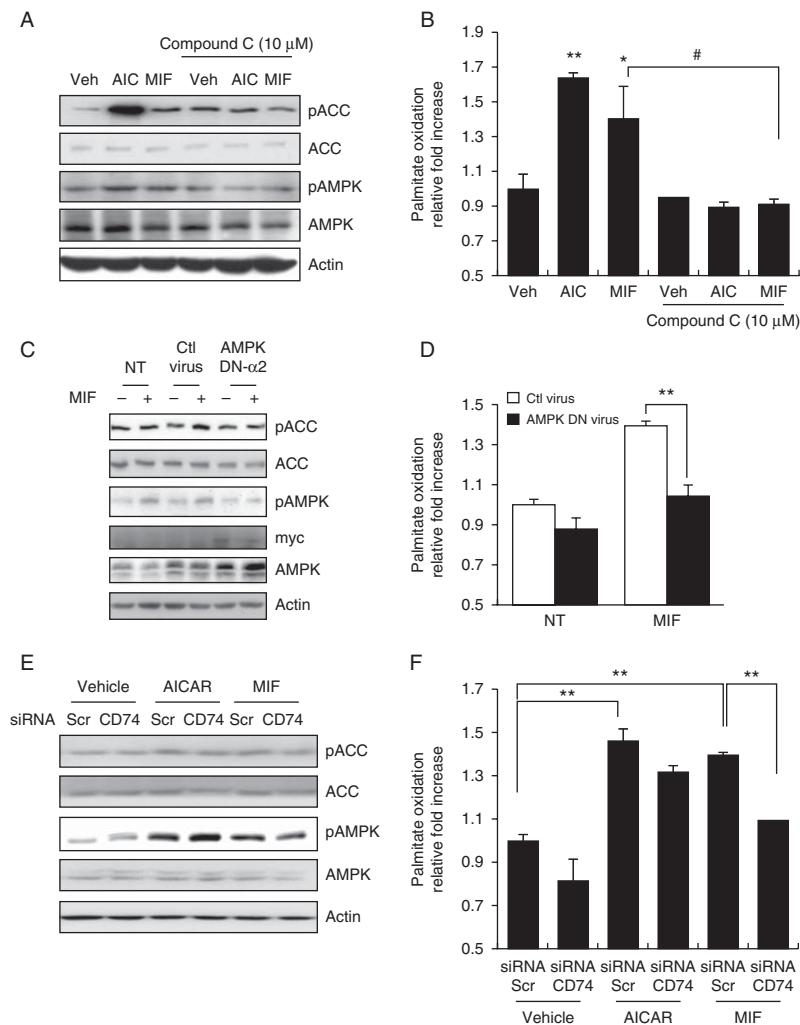 A
Compound C (10 μM)
Veh AIC MIF Veh AIC MIF
pACC
ACC
pAMPK
AMPK
Actin
B
Palmitate oxidation
relative fold increase
1.9
1.7
1.5
1.3
1.1
0.9
0.7
0.5
**
*
#
Veh AIC MIF Veh AIC MIF
Compound C (10 μM)
C
NT
Ctl
virus
AMPK
DN-α2
MIF − + − + − +
pACC
ACC
pAMPK
myc
AMPK
Actin
D
Palmitate oxidation
relative fold increase
1.5
1.3
1.1
0.9
0.7
0.5
Ctl virus
AMPK DN virus
**
NT MIF
E
Vehicle AICAR MIF
siRNA Scr CD74 Scr CD74 Scr CD74
pACC
ACC
pAMPK
AMPK
Actin
F
Palmitate oxidation
relative fold increase
1.7
1.5
1.3
1.1
0.9
0.7
0.5
**
**
**
siRNA siRNA siRNA siRNA siRNA siRNA
Scr CD74 Scr CD74 Scr CD74
Vehicle AICAR MIF